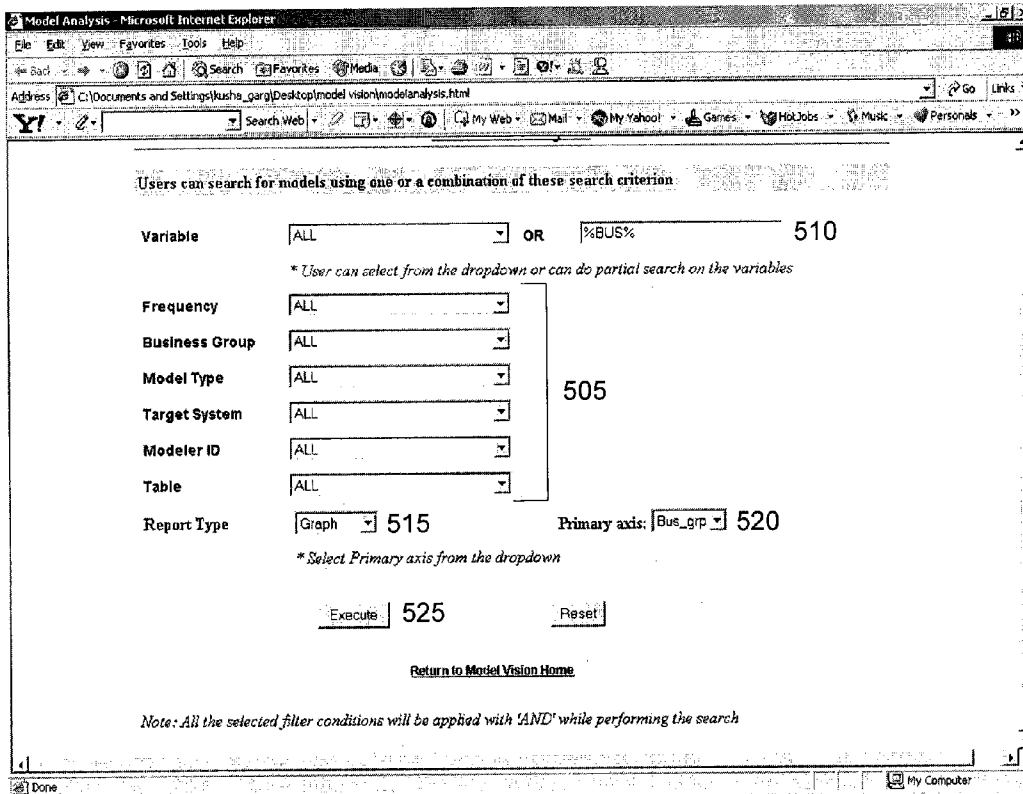 Model Analysis - Microsoft Internet Explorer
File Edit View Favorites Tools Help
Back Search Favorites Media
Address C:\Documents and Settings\kusha_garg\Desktop\model vision\modelanalysis.html Go Links
Y! Search Web My Web Mail My Yahoo! Games HotJobs Music Personals >>
Users can search for models using one or a combination of these search criterion
Variable ALL OR %BUS% 510
* User can select from the dropdown or can do partial search on the variables
Frequency ALL
Business Group ALL
Model Type ALL
505
Target System ALL
Modeler ID ALL
Table ALL
Report Type Graph 515 Primary axis: Bus_grp 520
* Select Primary axis from the dropdown
Execute 525 Reset
Return to Model Vision Home
Note: All the selected filter conditions will be applied with 'AND' while performing the search
Done My Computer